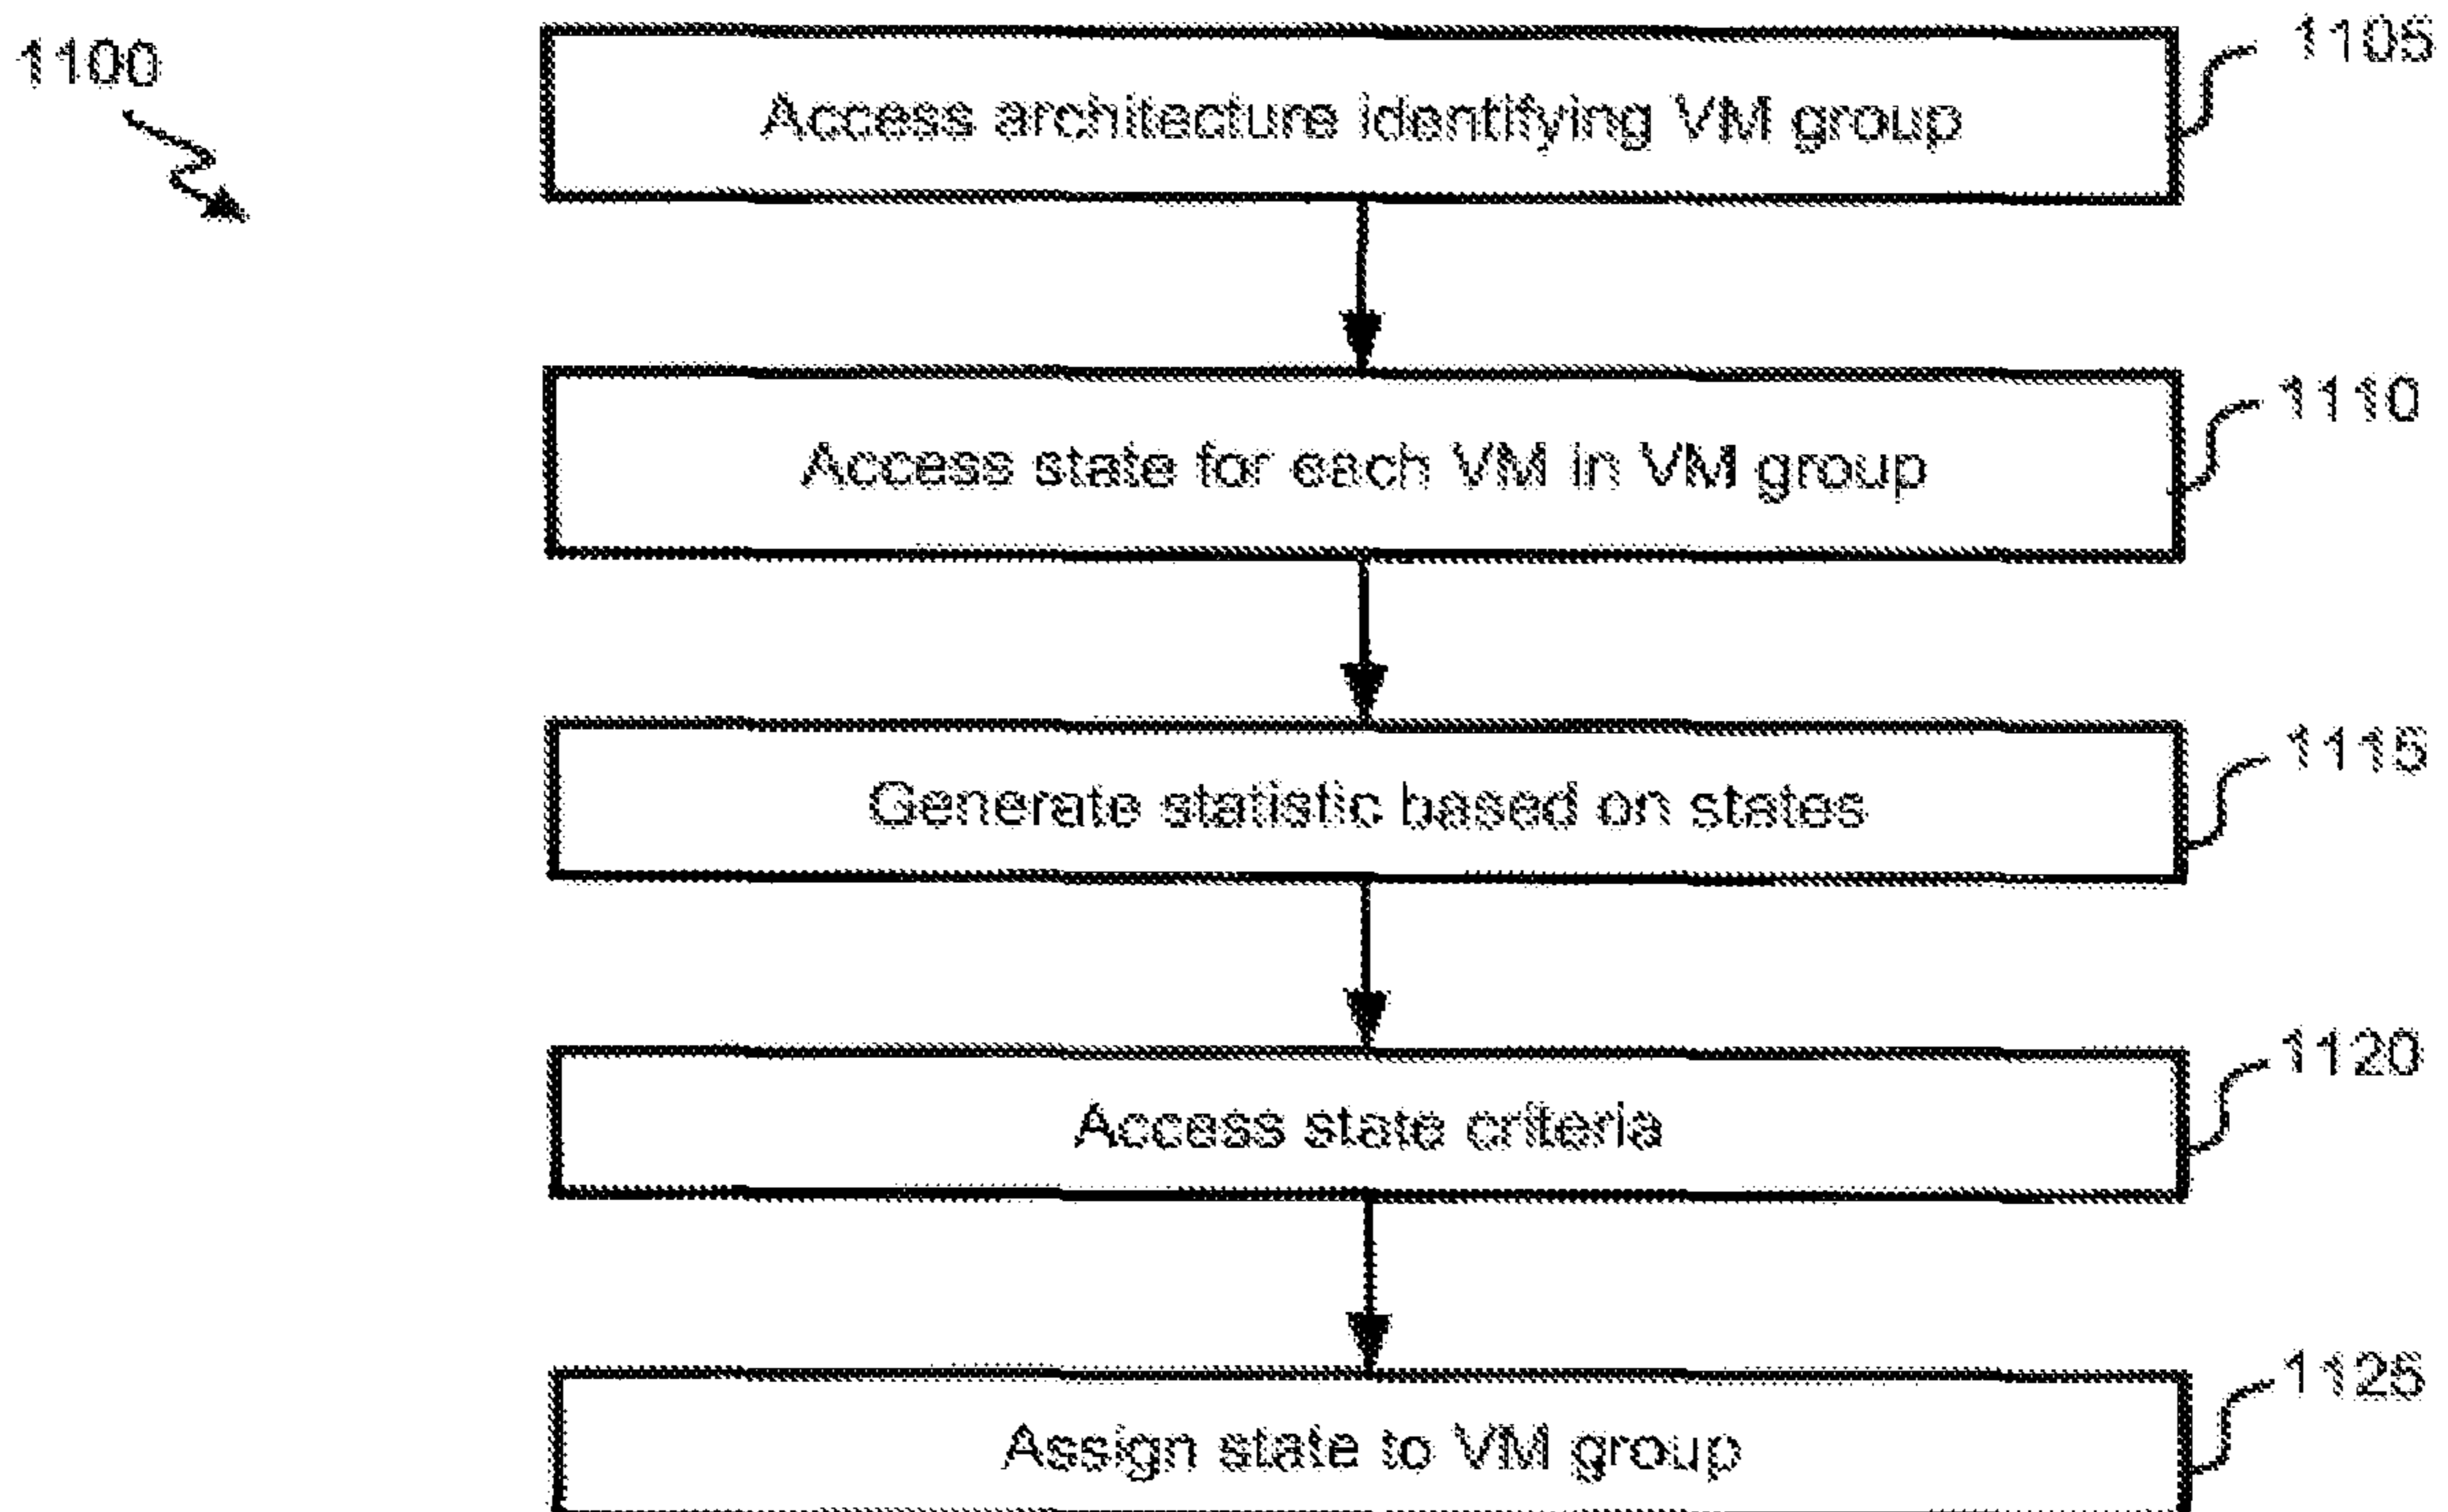 1100
Access architecture identifying VM group
1105
Access state for each VM in VM group
1110
Generate statistic based on states
1115
Access state criteria
1120
Assign state to VM group
1125